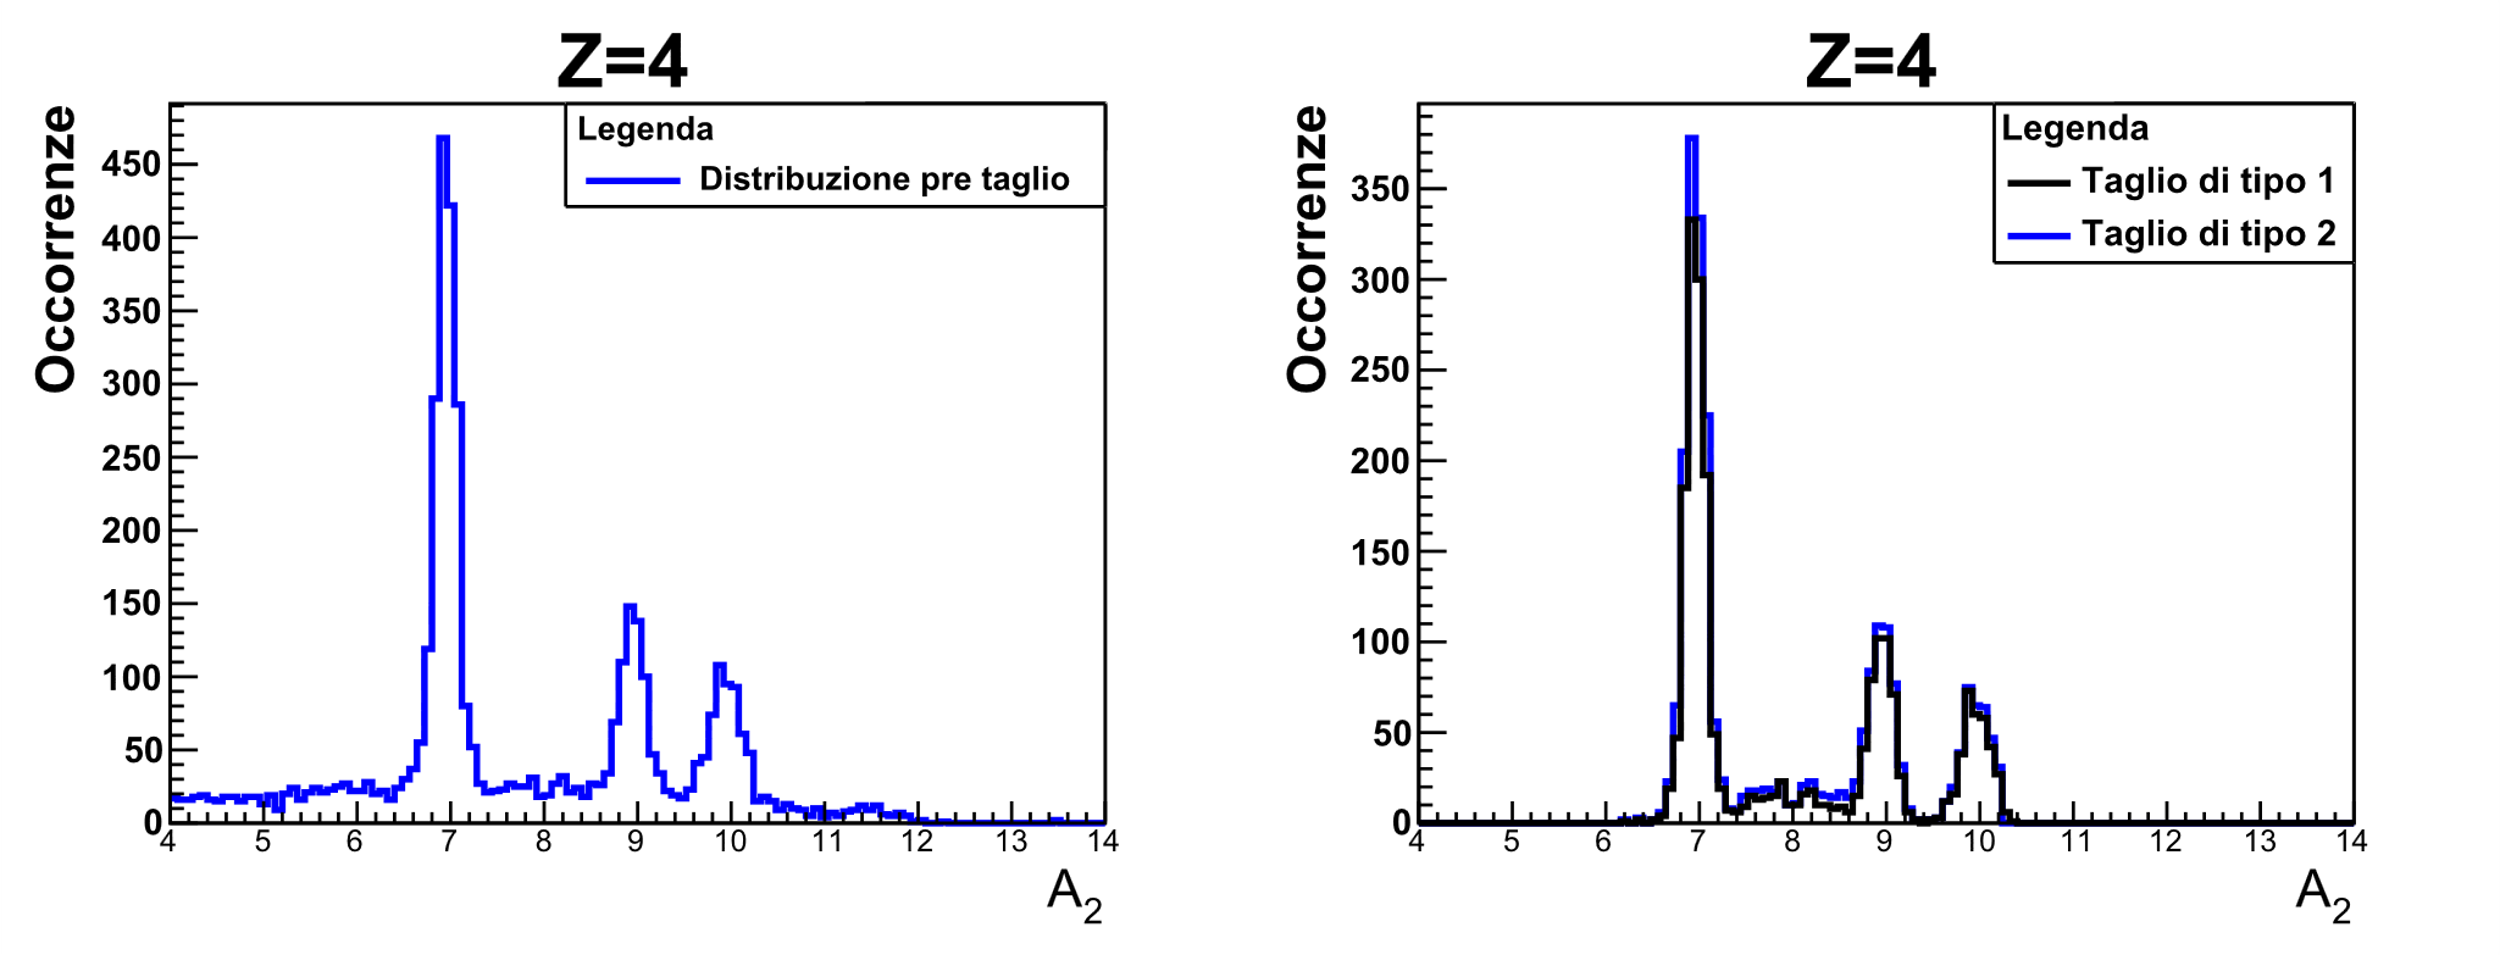 Z=4
Occorrenze
Legenda
Distribuzione pre taglio
450
400
350
300
250
200
150
100
50
0
4 5 6 7 8 9 10 11 12 13 14
A2
Z=4
Occorrenze
Legenda
Taglio di tipo 1
Taglio di tipo 2
350
300
250
200
150
100
50
0
4 5 6 7 8 9 10 11 12 13 14
A2